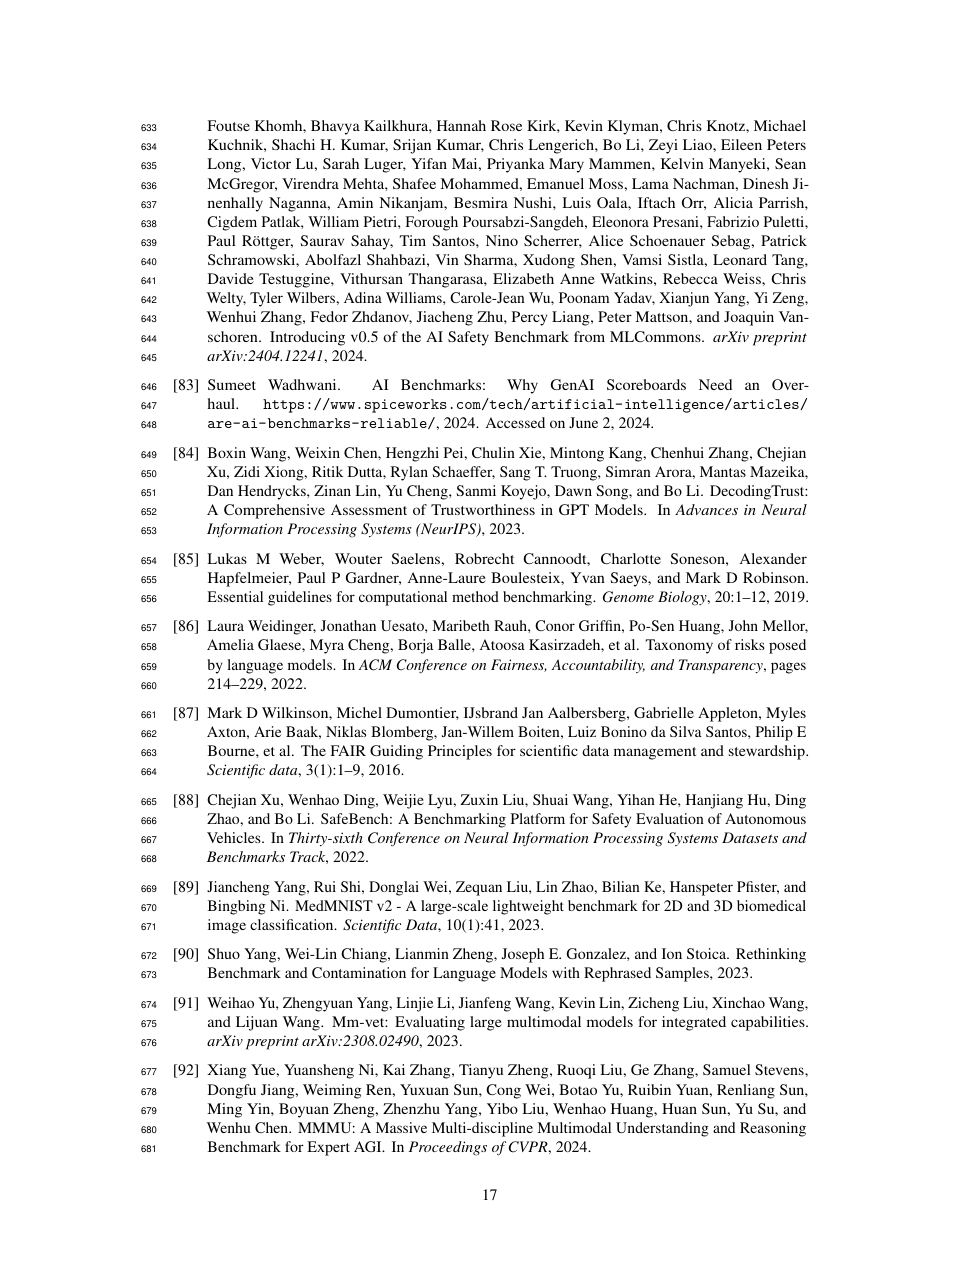 633 Foutse Khomh, Bhavya Kailkhura, Hannah Rose Kirk, Kevin Klyman, Chris Knotz, Michael
634 Kuchnik, Shachi H. Kumar, Srijan Kumar, Chris Lengerich, Bo Li, Zeyi Liao, Eileen Peters
635 Long, Victor Lu, Sarah Luger, Yifan Mai, Priyanka Mary Mammen, Kelvin Manyeki, Sean
636 McGregor, Virendra Mehta, Shafee Mohammed, Emanuel Moss, Lama Nachman, Dinesh Ji-
637 nenhally Naganna, Amin Nikanjam, Besmira Nushi, Luis Oala, Iftach Orr, Alicia Parrish,
638 Cigdem Patlak, William Pietri, Forough Poursabzi-Sangdeh, Eleonora Presani, Fabrizio Puletti,
639 Paul Röttger, Saurav Sahay, Tim Santos, Nino Scherrer, Alice Schoenauer Sebag, Patrick
640 Schramowski, Abolfazl Shahbazi, Vin Sharma, Xudong Shen, Vamsi Sistla, Leonard Tang,
641 Davide Testuggine, Vithursan Thangarasa, Elizabeth Anne Watkins, Rebecca Weiss, Chris
642 Welty, Tyler Wilbers, Adina Williams, Carole-Jean Wu, Poonam Yadav, Xianjun Yang, Yi Zeng,
643 Wenhui Zhang, Fedor Zhdanov, Jiacheng Zhu, Percy Liang, Peter Mattson, and Joaquin Van-
644 schoren. Introducing v0.5 of the AI Safety Benchmark from MLCommons. arXiv preprint
645 arXiv:2404.12241, 2024.
646 [83] Sumeet Wadhwani. AI Benchmarks: Why GenAI Scoreboards Need an Over-
647 haul. https://www.spiceworks.com/tech/artificial-intelligence/articles/
648 are-ai-benchmarks-reliable/, 2024. Accessed on June 2, 2024.
649 [84] Boxin Wang, Weixin Chen, Hengzhi Pei, Chulin Xie, Mintong Kang, Chenhui Zhang, Chejian
650 Xu, Zidi Xiong, Ritik Dutta, Rylan Schaeffer, Sang T. Truong, Simran Arora, Mantas Mazeika,
651 Dan Hendrycks, Zinan Lin, Yu Cheng, Sanmi Koyejo, Dawn Song, and Bo Li. DecodingTrust:
652 A Comprehensive Assessment of Trustworthiness in GPT Models. In Advances in Neural
653 Information Processing Systems (NeurIPS), 2023.
654 [85] Lukas M Weber, Wouter Saelens, Robrecht Cannoodt, Charlotte Soneson, Alexander
655 Hapfelmeier, Paul P Gardner, Anne-Laure Boulesteix, Yvan Saeys, and Mark D Robinson.
656 Essential guidelines for computational method benchmarking. Genome Biology, 20:1–12, 2019.
657 [86] Laura Weidinger, Jonathan Uesato, Maribeth Rauh, Conor Griffin, Po-Sen Huang, John Mellor,
658 Amelia Glaese, Myra Cheng, Borja Balle, Atoosa Kasirzadeh, et al. Taxonomy of risks posed
659 by language models. In ACM Conference on Fairness, Accountability, and Transparency, pages
660 214–229, 2022.
661 [87] Mark D Wilkinson, Michel Dumontier, IJsbrand Jan Aalbersberg, Gabrielle Appleton, Myles
662 Axton, Arie Baak, Niklas Blomberg, Jan-Willem Boiten, Luiz Bonino da Silva Santos, Philip E
663 Bourne, et al. The FAIR Guiding Principles for scientific data management and stewardship.
664 Scientific data, 3(1):1–9, 2016.
665 [88] Chejian Xu, Wenhao Ding, Weijie Lyu, Zuxin Liu, Shuai Wang, Yihan He, Hanjiang Hu, Ding
666 Zhao, and Bo Li. SafeBench: A Benchmarking Platform for Safety Evaluation of Autonomous
667 Vehicles. In Thirty-sixth Conference on Neural Information Processing Systems Datasets and
668 Benchmarks Track, 2022.
669 [89] Jiancheng Yang, Rui Shi, Donglai Wei, Zequan Liu, Lin Zhao, Bilian Ke, Hanspeter Pfister, and
670 Bingbing Ni. MedMNIST v2 - A large-scale lightweight benchmark for 2D and 3D biomedical
671 image classification. Scientific Data, 10(1):41, 2023.
672 [90] Shuo Yang, Wei-Lin Chiang, Lianmin Zheng, Joseph E. Gonzalez, and Ion Stoica. Rethinking
673 Benchmark and Contamination for Language Models with Rephrased Samples, 2023.
674 [91] Weihao Yu, Zhengyuan Yang, Linjie Li, Jianfeng Wang, Kevin Lin, Zicheng Liu, Xinchao Wang,
675 and Lijuan Wang. Mm-vet: Evaluating large multimodal models for integrated capabilities.
676 arXiv preprint arXiv:2308.02490, 2023.
677 [92] Xiang Yue, Yuansheng Ni, Kai Zhang, Tianyu Zheng, Ruoqi Liu, Ge Zhang, Samuel Stevens,
678 Dongfu Jiang, Weiming Ren, Yuxuan Sun, Cong Wei, Botao Yu, Ruibin Yuan, Renliang Sun,
679 Ming Yin, Boyuan Zheng, Zhenzhu Yang, Yibo Liu, Wenhao Huang, Huan Sun, Yu Su, and
680 Wenhu Chen. MMMU: A Massive Multi-discipline Multimodal Understanding and Reasoning
681 Benchmark for Expert AGI. In Proceedings of CVPR, 2024.
17